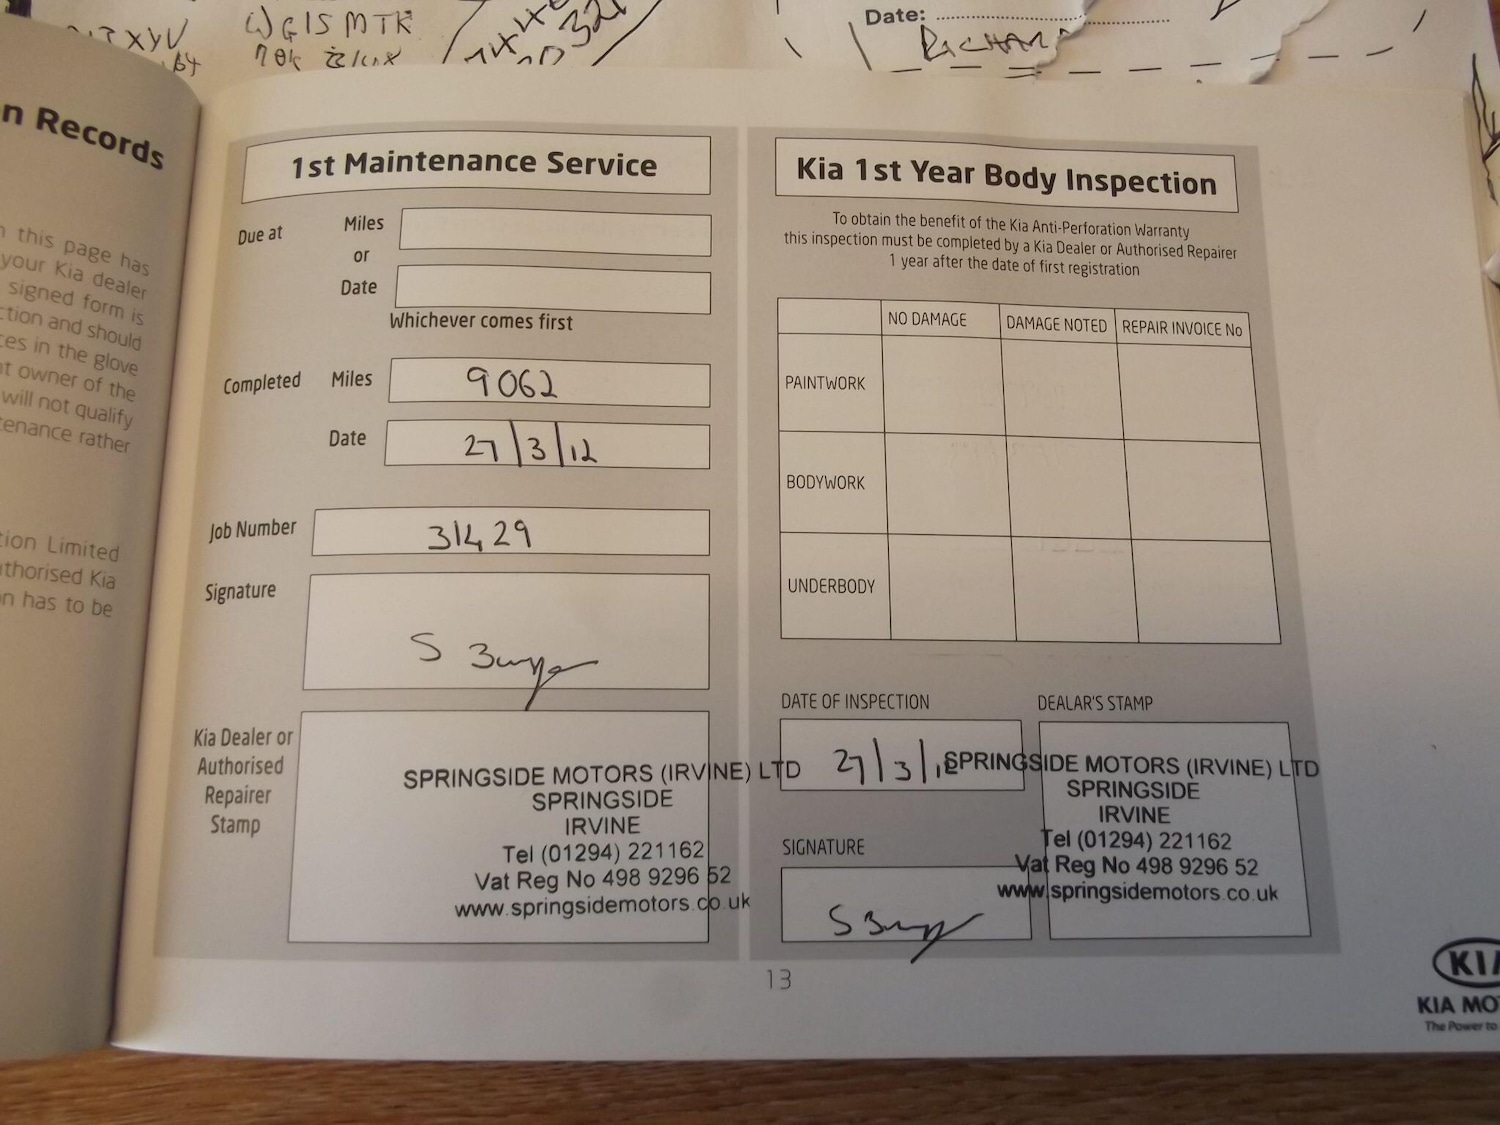 W G15 MTK
Date:
RICHARD
n Records
n this page has
your Kia dealer
signed form is
ction and should
ces in the glove
t owner of the
will not qualify
tenance rather
tion Limited
uthorised Kia
n has to be
1st Maintenance Service
Due at
Miles
or
Date
Whichever comes first
Completed Miles 9062
Date 27/3/12
Job Number 31429
Signature
S
Kia Dealer or
Authorised
Repairer
Stamp
SPRINGSIDE MOTORS (IRVINE) LTD
SPRINGSIDE
IRVINE
Tel (01294) 221162
Vat Reg No 498 9296 52
www.springsidemotors.co.uk
Kia 1st Year Body Inspection
To obtain the benefit of the Kia Anti-Perforation Warranty
this inspection must be completed by a Kia Dealer or Authorised Repairer
1 year after the date of first registration
NO DAMAGE DAMAGE NOTED REPAIR INVOICE No
PAINTWORK
BODYWORK
UNDERBODY
DATE OF INSPECTION
27/3/12
SIGNATURE
S
DEALAR'S STAMP
SPRINGSIDE MOTORS (IRVINE) LTD
SPRINGSIDE
IRVINE
Tel (01294) 221162
Vat Reg No 498 9296 52
www.springsidemotors.co.uk
13
KIA
KIA MO
The Power to